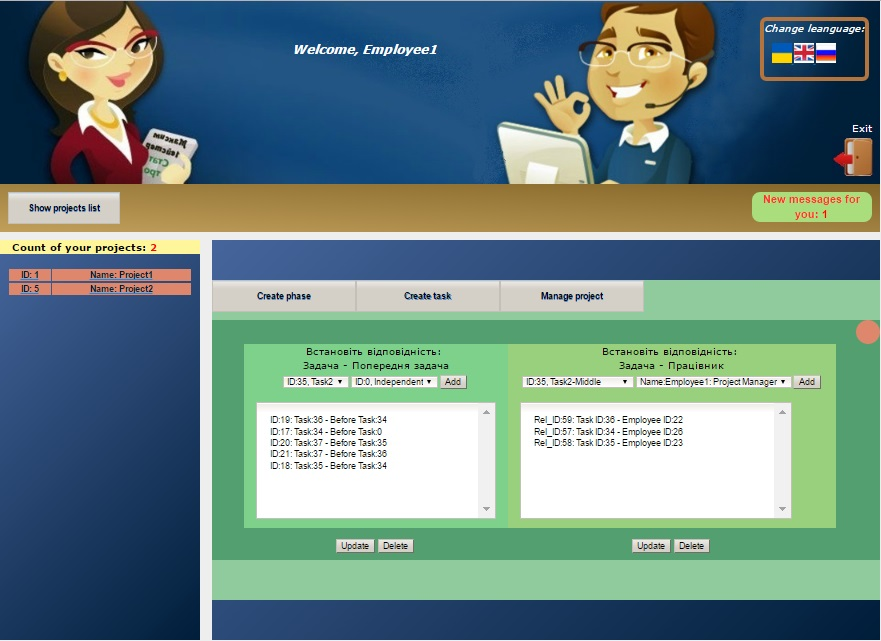 Welcome, Employee1
Change leanguage:
Exit
Show projects list
New messages for
you: 1
Count of your projects: 2
ID: 1 Name: Project1
ID: 5 Name: Project2
Create phase Create task Manage project
Встановіть відповідність:
Задача - Попередня задача
ID:35, Task2 ID:0, Independent Add
ID:19: Task:36 - Before Task:34
ID:17: Task:34 - Before Task:0
ID:20: Task:37 - Before Task:35
ID:21: Task:37 - Before Task:36
ID:18: Task:35 - Before Task:34
Update Delete
Встановіть відповідність:
Задача - Працівник
ID:35, Task2-Middle Name:Employee1: Project Manager Add
Rel_ID:59: Task ID:36 - Employee ID:22
Rel_ID:57: Task ID:34 - Employee ID:26
Rel_ID:58: Task ID:35 - Employee ID:23
Update Delete